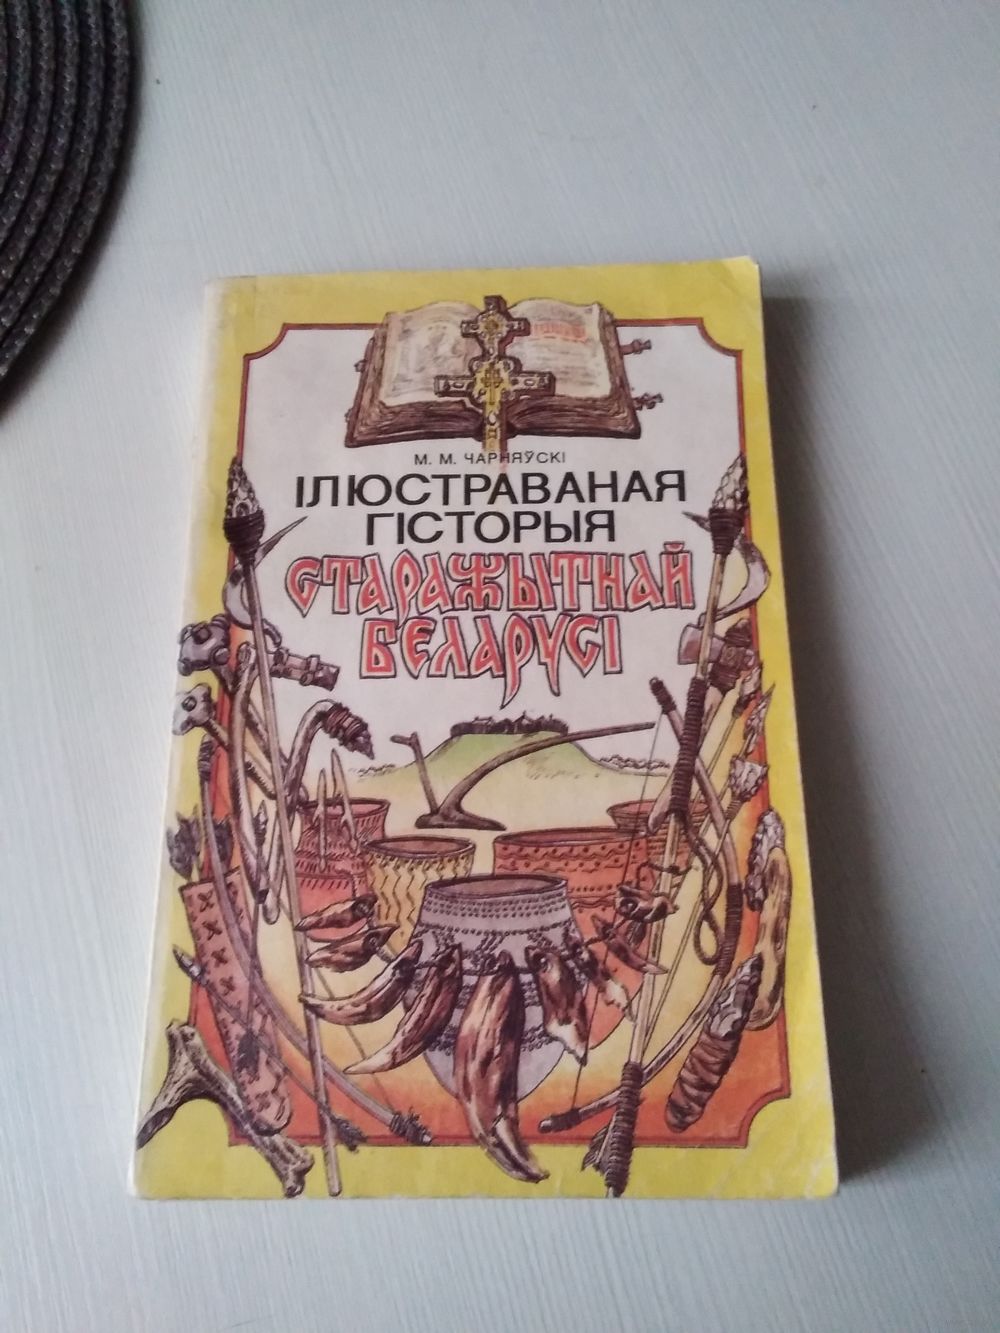 М. М. ЧАРНЯЎСКІ
ІЛЮСТРАВАНАЯ
ГІСТОРЫЯ
СТАРАЖЫТНАЙ
БЕЛАРУСІ